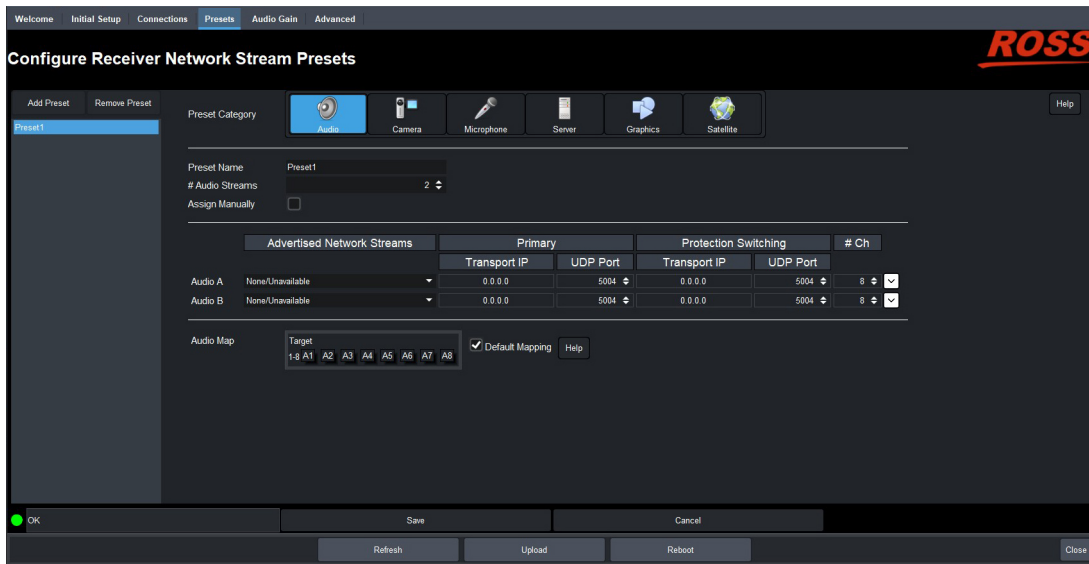 Welcome Initial Setup Connections Presets Audio Gain Advanced
Configure Receiver Network Stream Presets
ROSS
Add Preset Remove Preset
Preset1
Preset Category
Audio Camera Microphone Server Graphics Satellite
Help
Preset Name Preset1
# Audio Streams 2
Assign Manually
Advertised Network Streams Primary Protection Switching # Ch
Transport IP UDP Port Transport IP UDP Port
Audio A None/Unavailable 0.0.0.0 5004 0.0.0.0 5004 8
Audio B None/Unavailable 0.0.0.0 5004 0.0.0.0 5004 8
Audio Map
Target
1-8 A1 A2 A3 A4 A5 A6 A7 A8
Default Mapping Help
OK Save Cancel
Refresh Upload Reboot Close